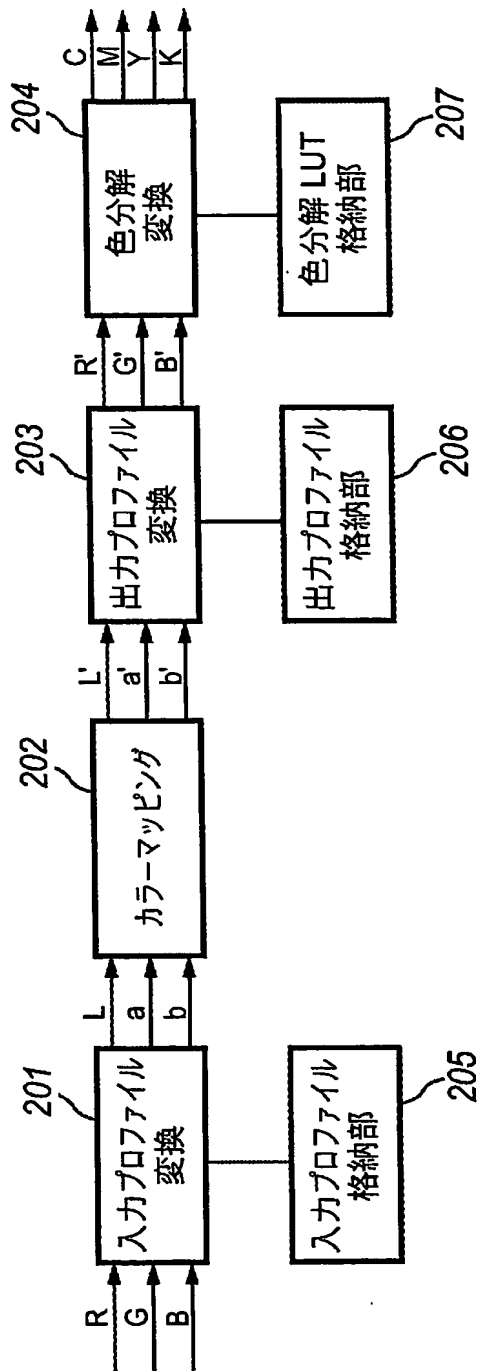 R
G
B
201
入力プロファイル
変換
205
入力プロファイル
格納部
L
a
b
202
カラーマッピング
L'
a'
b'
203
出力プロファイル
変換
206
出力プロファイル
格納部
R'
G'
B'
204
色分解
変換
207
色分解 LUT
格納部
C
M
Y
K